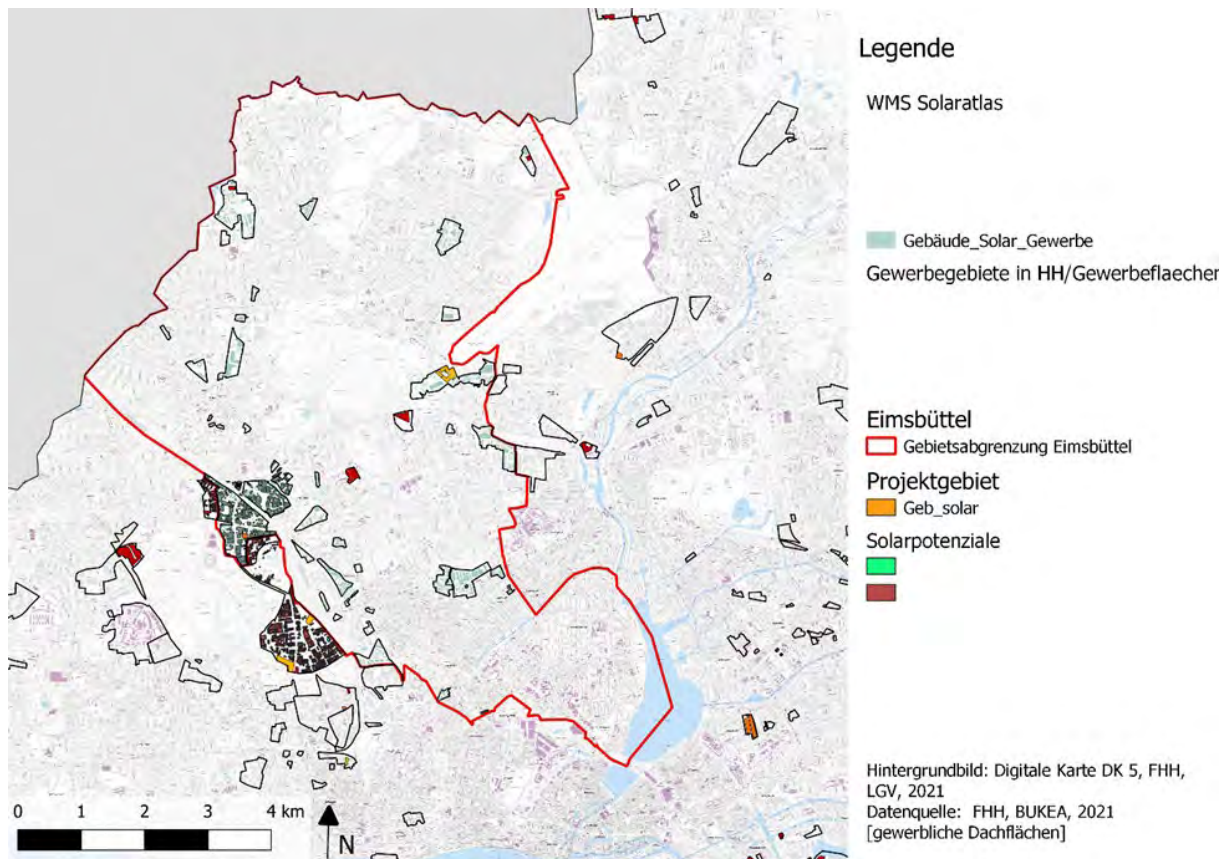 Legende
WMS Solaratlas
Gebäude_Solar_Gewerbe
Gewerbegebiete in HH/Gewerbeflaechen
Eimsbüttel
Gebietsabgrenzung Eimsbüttel
Projektgebiet
Geb_solar
Solarpotenziale
Hintergrundbild: Digitale Karte DK 5, FHH,
LGV, 2021
Datenquelle: FHH, BUKEA, 2021
[gewerbliche Dachflächen]
0 1 2 3 4 km
N